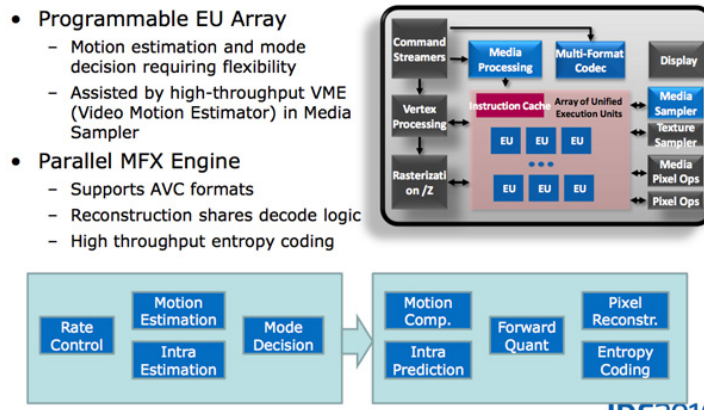 • Programmable EU Array
– Motion estimation and mode
decision requiring flexibility
– Assisted by high-throughput VME
(Video Motion Estimator) in Media
Sampler
• Parallel MFX Engine
– Supports AVC formats
– Reconstruction shares decode logic
– High throughput entropy coding
Command
Streamers
Media
Processing
Multi-Format
Codec
Display
Vertex
Processing
Instruction Cache
Array of Unified
Execution Units
Media
Sampler
EU EU EU
Texture
Sampler
Rasterizati
on /Z
EU EU EU
Media
Pixel Ops
Pixel Ops
Rate
Control
Motion
Estimation
Intra
Estimation
Mode
Decision
Motion
Comp.
Intra
Prediction
Forward
Quant
Pixel
Reconstr.
Entropy
Coding